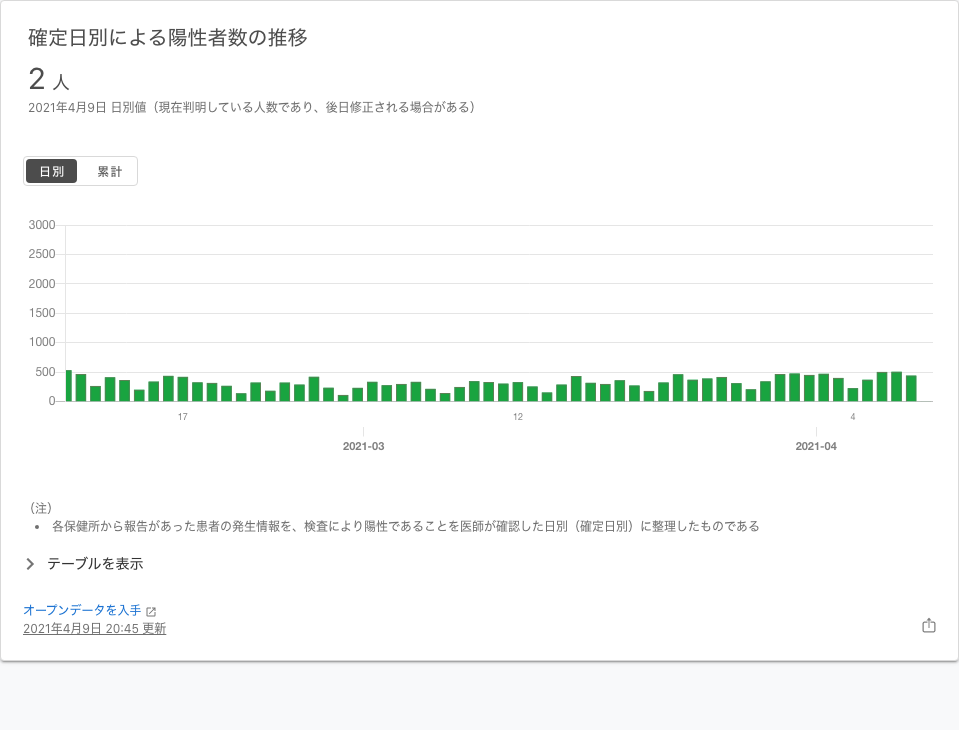 確定日別による陽性者数の推移
2 人
2021年4月9日 日別値（現在判明している人数であり、後日修正される場合がある）
日別 累計
3000
2500
2000
1500
1000
500
0
17 12 4
2021-03 2021-04
（注）
• 各保健所から報告があった患者の発生情報を、検査により陽性であることを医師が確認した日別（確定日別）に整理したものである
テーブルを表示
オープンデータを入手
2021年4月9日 20:45 更新